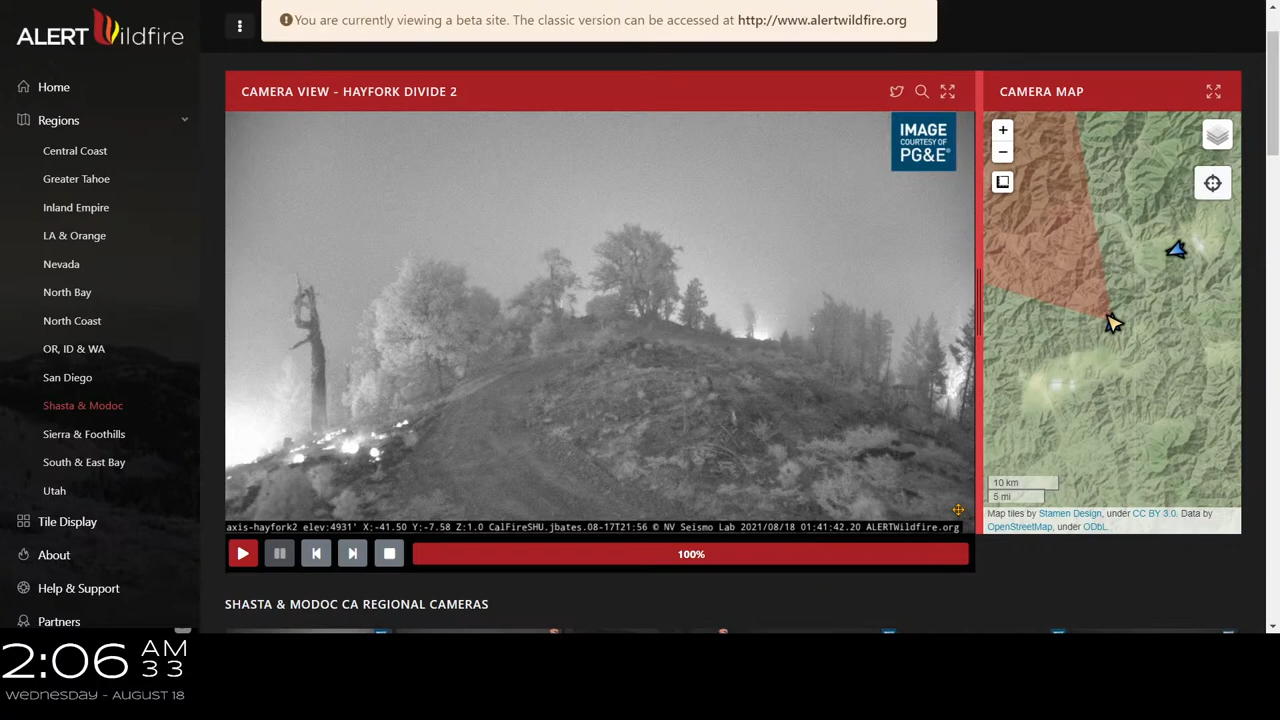 ALERT Wildfire
You are currently viewing a beta site. The classic version can be accessed at http://www.alertwildfire.org
Home
Regions
Central Coast
Greater Tahoe
Inland Empire
LA & Orange
Nevada
North Bay
North Coast
OR, ID & WA
San Diego
Shasta & Modoc
Sierra & Foothills
South & East Bay
Utah
Tile Display
About
Help & Support
Partners
CAMERA VIEW - HAYFORK DIVIDE 2
IMAGE
COURTESY OF
PG&E®
axis-hayfork2 elev:4931' X:-41.50 Y:-7.58 Z:1.0 CalFireSHU.jbates.08-17T21:56 © NV Seismo Lab 2021/08/18 01:41:42.20 ALERTWildfire.org
100%
CAMERA MAP
+
−
10 km
5 mi
Map tiles by Stamen Design, under CC BY 3.0. Data by
OpenStreetMap, under ODbL.
SHASTA & MODOC CA REGIONAL CAMERAS
2:06 AM
33
WEDNESDAY - AUGUST 18